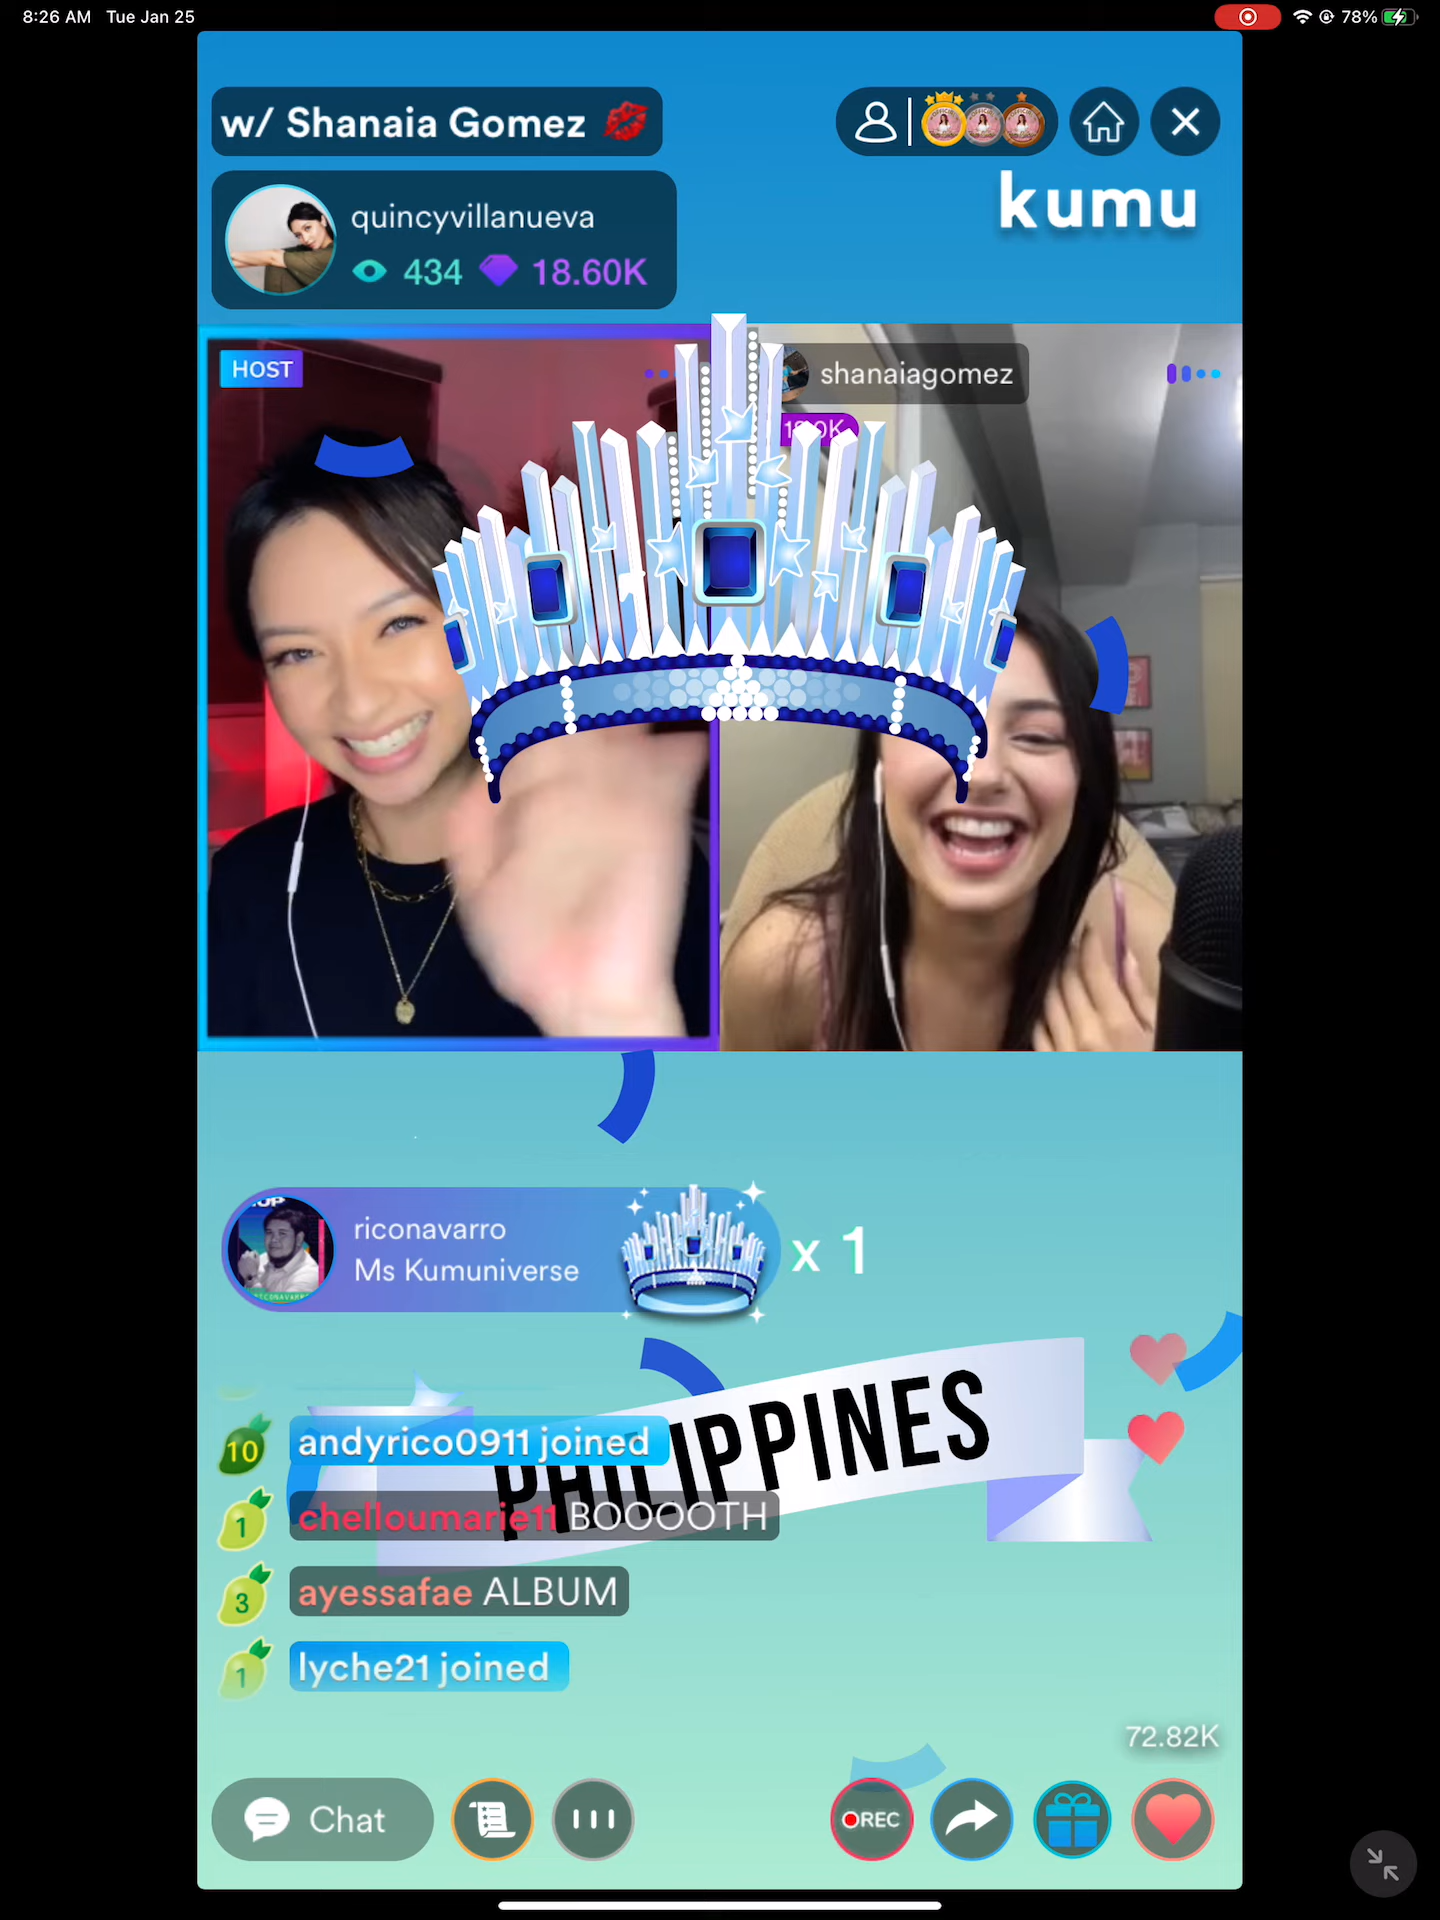 8:26 AM Tue Jan 25
78%
w/ Shanaia Gomez
kumu
quincyvillanueva
434 18.60K
HOST
shanaiagomez
riconavarro
Ms Kumuniverse
x 1
PHILIPPINES
10 andyrico0911 joined
1 chelloumarie11 BOOOOTH
3 ayessafae ALBUM
1 lyche21 joined
72.82K
Chat
REC